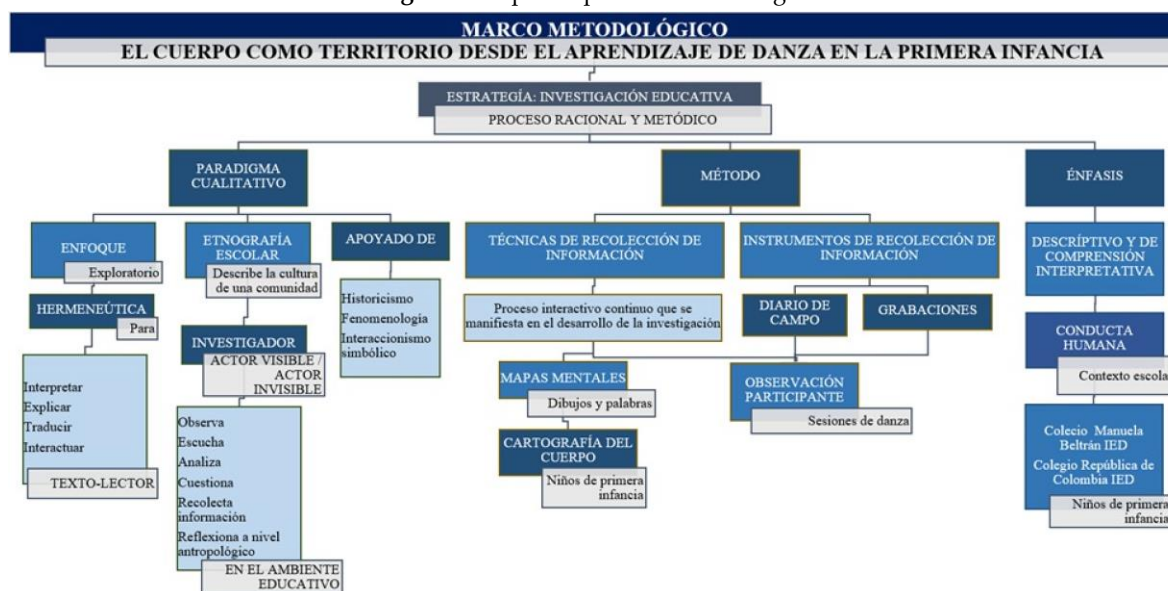 MARCO METODOLÓGICO
EL CUERPO COMO TERRITORIO DESDE EL APRENDIZAJE DE DANZA EN LA PRIMERA INFANCIA
ESTRATEGÍA: INVESTIGACIÓN EDUCATIVA
PROCESO RACIONAL Y METÓDICO
PARADIGMA
CUALITATIVO
ENFOQUE
Exploratorio
HERMENEÚTICA
Para
Interpretar
Explicar
Traducir
Interactuar
TEXTO-LECTOR
ETNOGRAFÍA
ESCOLAR
Describe la cultura
de una comunidad
INVESTIGADOR
ACTOR VISIBLE /
ACTOR
INVISIBLE
Observa
Escucha
Analiza
Cuestiona
Recolecta
información
Reflexiona a nivel
antropológico
EN EL AMBIENTE
EDUCATIVO
APOYADO DE
Historicismo
Fenomenología
Interaccionismo
simbólico
MÉTODO
TÉCNICAS DE RECOLECCIÓN DE
INFORMACIÓN
Proceso interactivo continuo que se
manifiesta en el desarrollo de la investigación
MAPAS MENTALES
Dibujos y palabras
CARTOGRAFÍA DEL
CUERPO
Niños de primera
infancia
INSTRUMENTOS DE RECOLECCIÓN DE
INFORMACIÓN
DIARIO DE
CAMPO
GRABACIONES
OBSERVACIÓN
PARTICIPANTE
Sesiones de danza
ÉNFASIS
DESCRÍPTIVO Y DE
COMPRENSIÓN
INTERPRETATIVA
CONDUCTA
HUMANA
Contexto escola
Colecio Manuela
Beltrán IED
Colegio República de
Colombia IED
Niños de primera
infancia